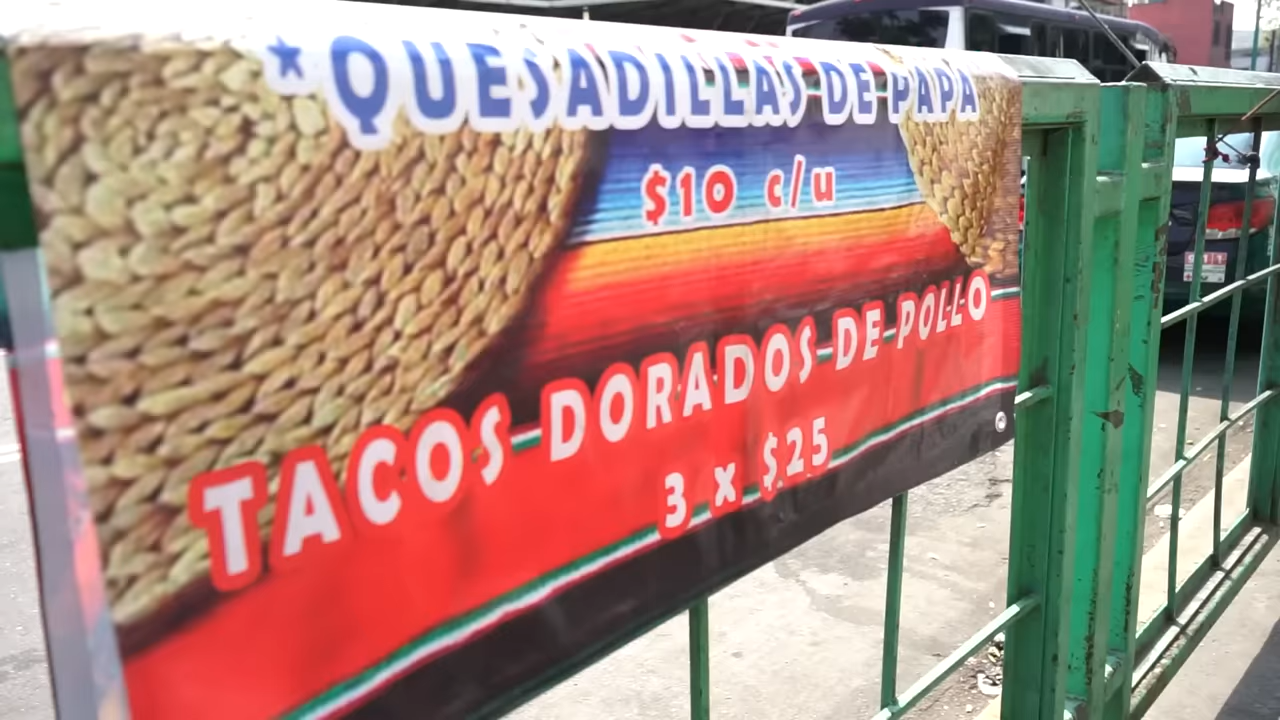 *QUESADILLAS DE PAPA
$10 c/u
TACOS DORADOS DE POLLO
3 x $25